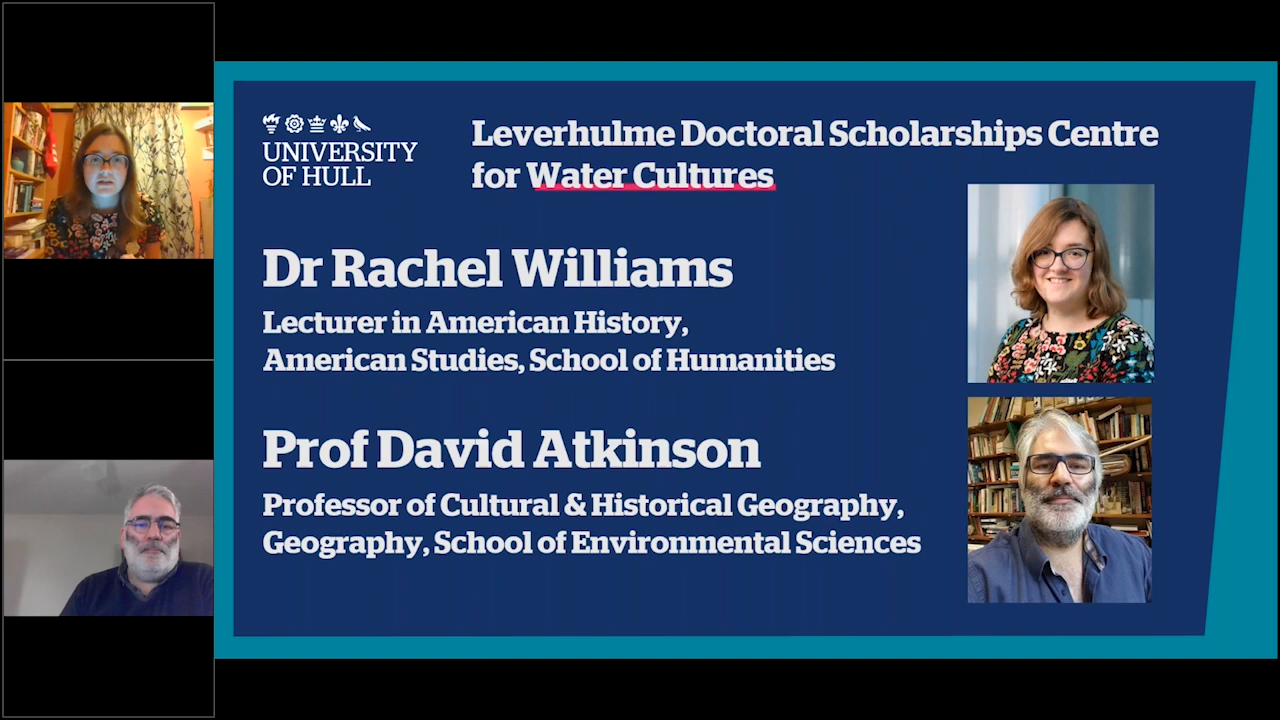 UNIVERSITY
OF HULL
Leverhulme Doctoral Scholarships Centre
for Water Cultures
Dr Rachel Williams
Lecturer in American History,
American Studies, School of Humanities
Prof David Atkinson
Professor of Cultural & Historical Geography,
Geography, School of Environmental Sciences